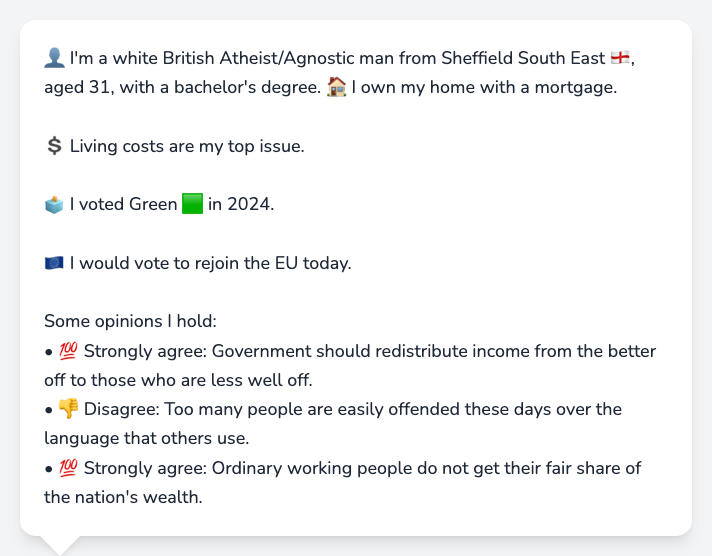 👤 I'm a white British Atheist/Agnostic man from Sheffield South East 🏴󠁧󠁢󠁥󠁮󠁧󠁿,
aged 31, with a bachelor's degree. 🏠 I own my home with a mortgage.
💲 Living costs are my top issue.
🗳️ I voted Green 🟩 in 2024.
🇪🇺 I would vote to rejoin the EU today.
Some opinions I hold:
• 💯 Strongly agree: Government should redistribute income from the better
off to those who are less well off.
• 👎 Disagree: Too many people are easily offended these days over the
language that others use.
• 💯 Strongly agree: Ordinary working people do not get their fair share of
the nation's wealth.